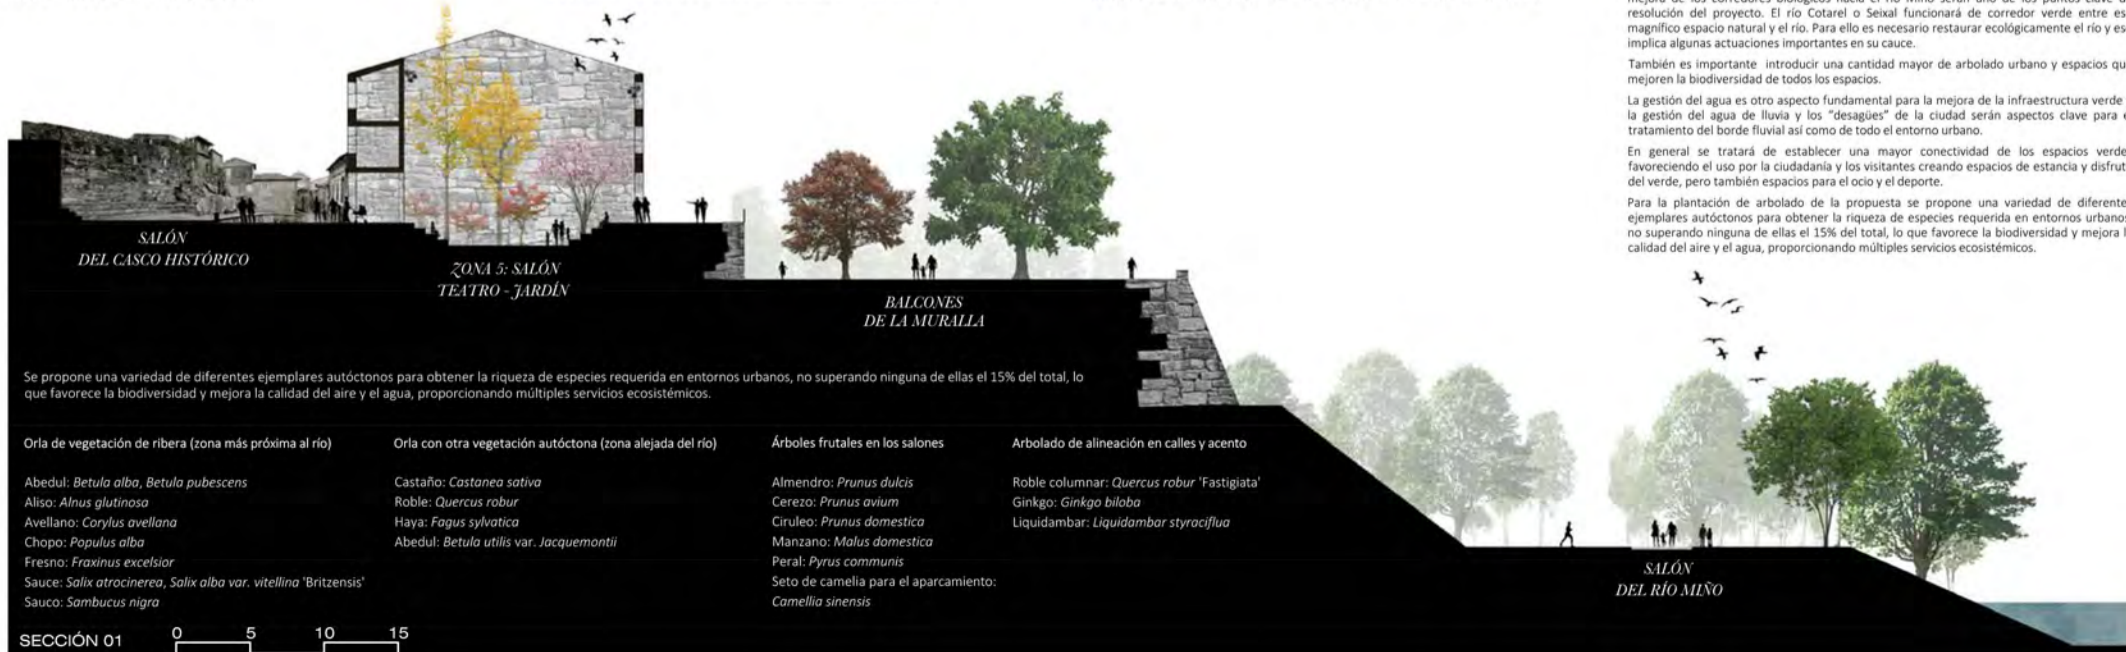 resolución del proyecto. El río Cotarel o Seixal funcionará de corredor verde entre es
magnífico espacio natural y el río. Para ello es necesario restaurar ecológicamente el río y es
implica algunas actuaciones importantes en su cauce.
También es importante introducir una cantidad mayor de arbolado urbano y espacios qu
mejoren la biodiversidad de todos los espacios.
La gestión del agua es otro aspecto fundamental para la mejora de la infraestructura verde
la gestión del agua de lluvia y los "desagües" de la ciudad serán aspectos clave para e
tratamiento del borde fluvial así como de todo el entorno urbano.
En general se tratará de establecer una mayor conectividad de los espacios verde
favoreciendo el uso por la ciudadanía y los visitantes creando espacios de estancia y disfrut
del verde, pero también espacios para el ocio y el deporte.
Para la plantación de arbolado de la propuesta se propone una variedad de diferente
ejemplares autóctonos para obtener la riqueza de especies requerida en entornos urbanos
no superando ninguna de ellas el 15% del total, lo que favorece la biodiversidad y mejora l
calidad del aire y el agua, proporcionando múltiples servicios ecosistémicos.
SALÓN
DEL CASCO HISTÓRICO
ZONA 5: SALÓN
TEATRO - JARDÍN
BALCONES
DE LA MURALLA
Se propone una variedad de diferentes ejemplares autóctonos para obtener la riqueza de especies requerida en entornos urbanos, no superando ninguna de ellas el 15% del total, lo
que favorece la biodiversidad y mejora la calidad del aire y el agua, proporcionando múltiples servicios ecosistémicos.
Orla de vegetación de ribera (zona más próxima al río)
Abedul: Betula alba, Betula pubescens
Aliso: Alnus glutinosa
Avellano: Corylus avellana
Chopo: Populus alba
Fresno: Fraxinus excelsior
Sauce: Salix atrocinerea, Salix alba var. vitellina 'Britzensis'
Sauco: Sambucus nigra
Orla con otra vegetación autóctona (zona alejada del río)
Castaño: Castanea sativa
Roble: Quercus robur
Haya: Fagus sylvatica
Abedul: Betula utilis var. Jacquemontii
Árboles frutales en los salones
Almendro: Prunus dulcis
Cerezo: Prunus avium
Ciruleo: Prunus domestica
Manzano: Malus domestica
Peral: Pyrus communis
Seto de camelia para el aparcamiento:
Camellia sinensis
Arbolado de alineación en calles y acento
Roble columnar: Quercus robur 'Fastigiata'
Ginkgo: Ginkgo biloba
Liquidambar: Liquidambar styraciflua
SALÓN
DEL RÍO MIÑO
SECCIÓN 01
0 5 10 15